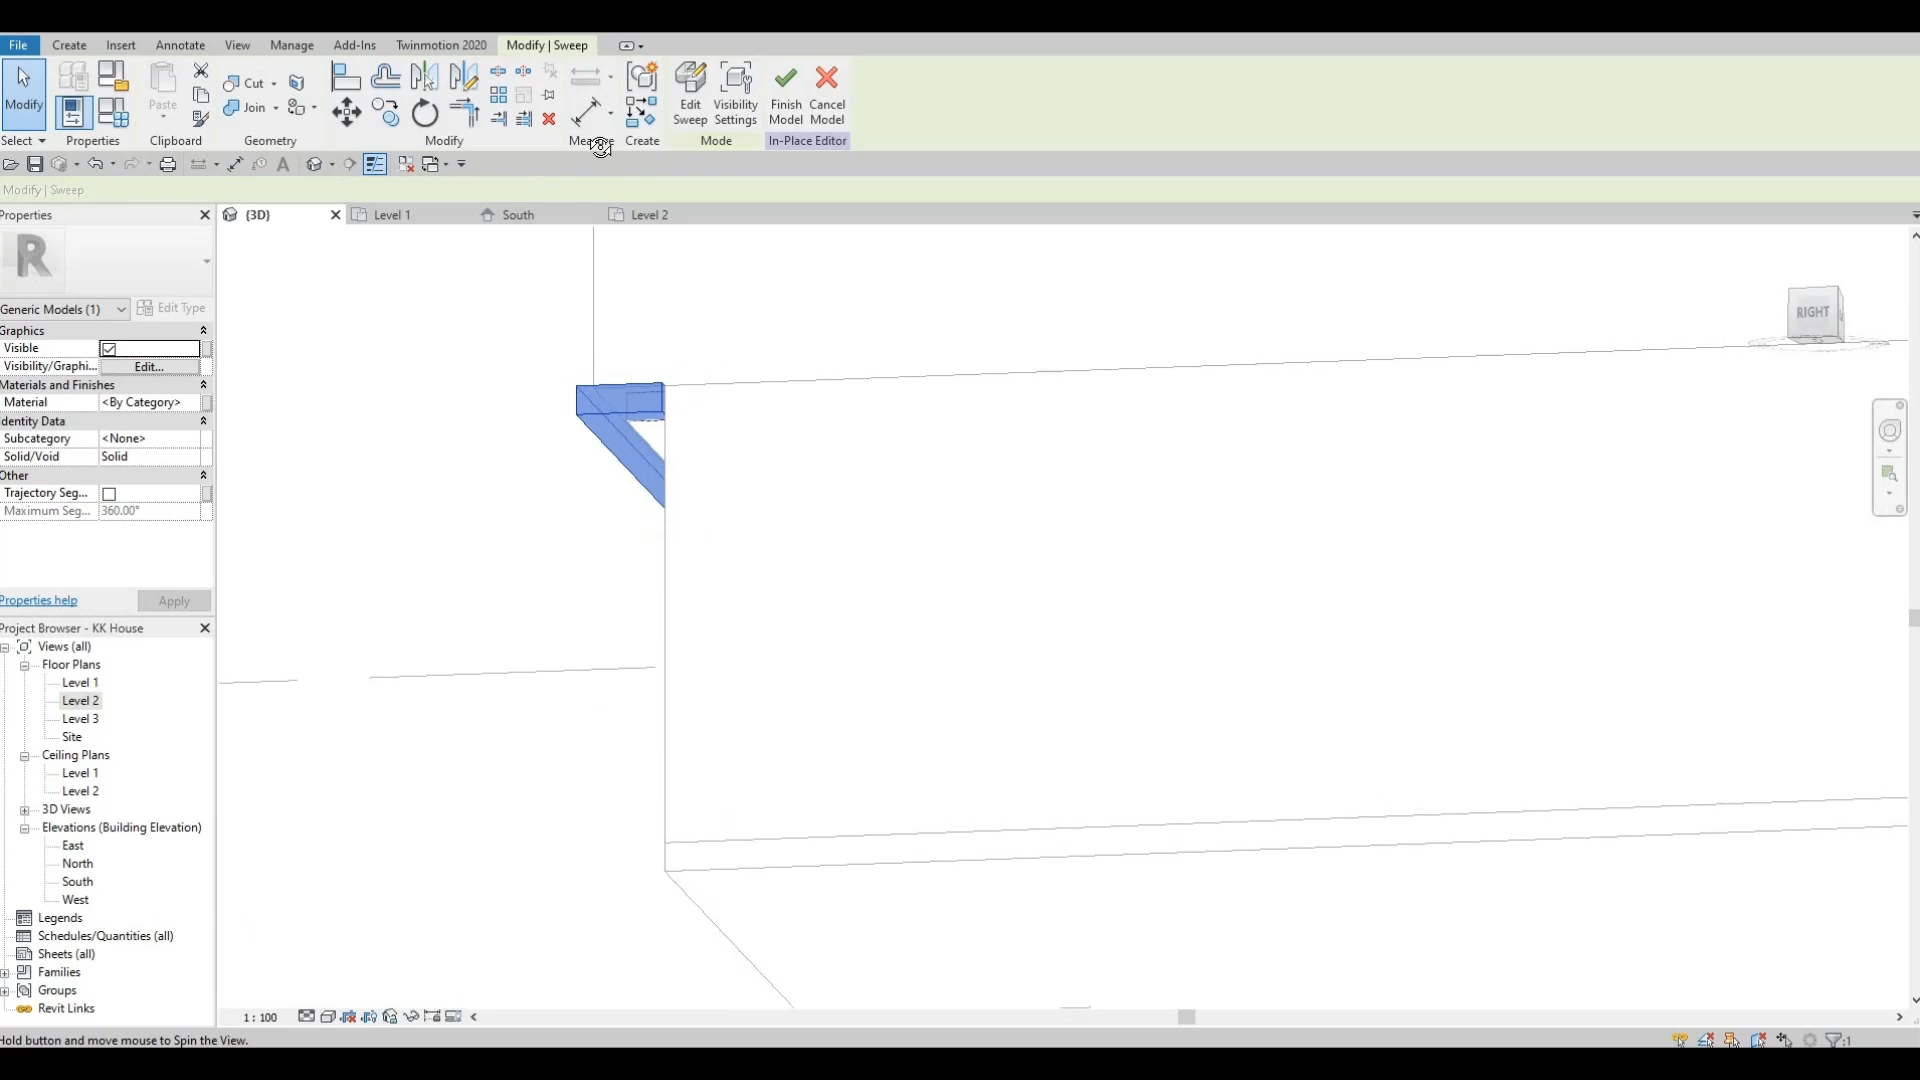 File Create Insert Annotate View Manage Add-Ins Twinmotion 2020 Modify | Sweep
Modify Paste Cut Join Edit Sweep Visibility Settings Finish Model Cancel Model
Select Properties Clipboard Geometry Modify Measure Create Mode In-Place Editor
Modify | Sweep
Properties
{3D} Level 1 South Level 2
R
Generic Models (1) Edit Type
Graphics
Visible
Visibility/Graphi... Edit...
Materials and Finishes
Material <By Category>
Identity Data
Subcategory <None>
Solid/Void Solid
Other
Trajectory Seg...
Maximum Seg... 360.00°
Properties help Apply
Project Browser - KK House
Views (all)
Floor Plans
Level 1
Level 2
Level 3
Site
Ceiling Plans
Level 1
Level 2
3D Views
Elevations (Building Elevation)
East
North
South
West
Legends
Schedules/Quantities (all)
Sheets (all)
Families
Groups
Revit Links
RIGHT
1 : 100
Hold button and move mouse to Spin the View.
:1